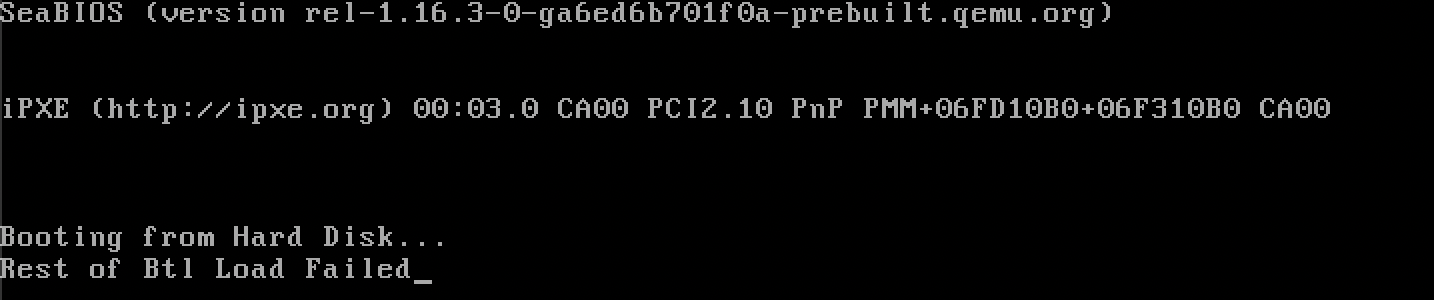 SeaBIOS (version rel-1.16.3-0-ga6ed6b701f0a-prebuilt.qemu.org)
iPXE (http://ipxe.org) 00:03.0 CA00 PCI2.10 PnP PMM+06FD10B0+06F310B0 CA00
Booting from Hard Disk...
Rest of Btl Load Failed_